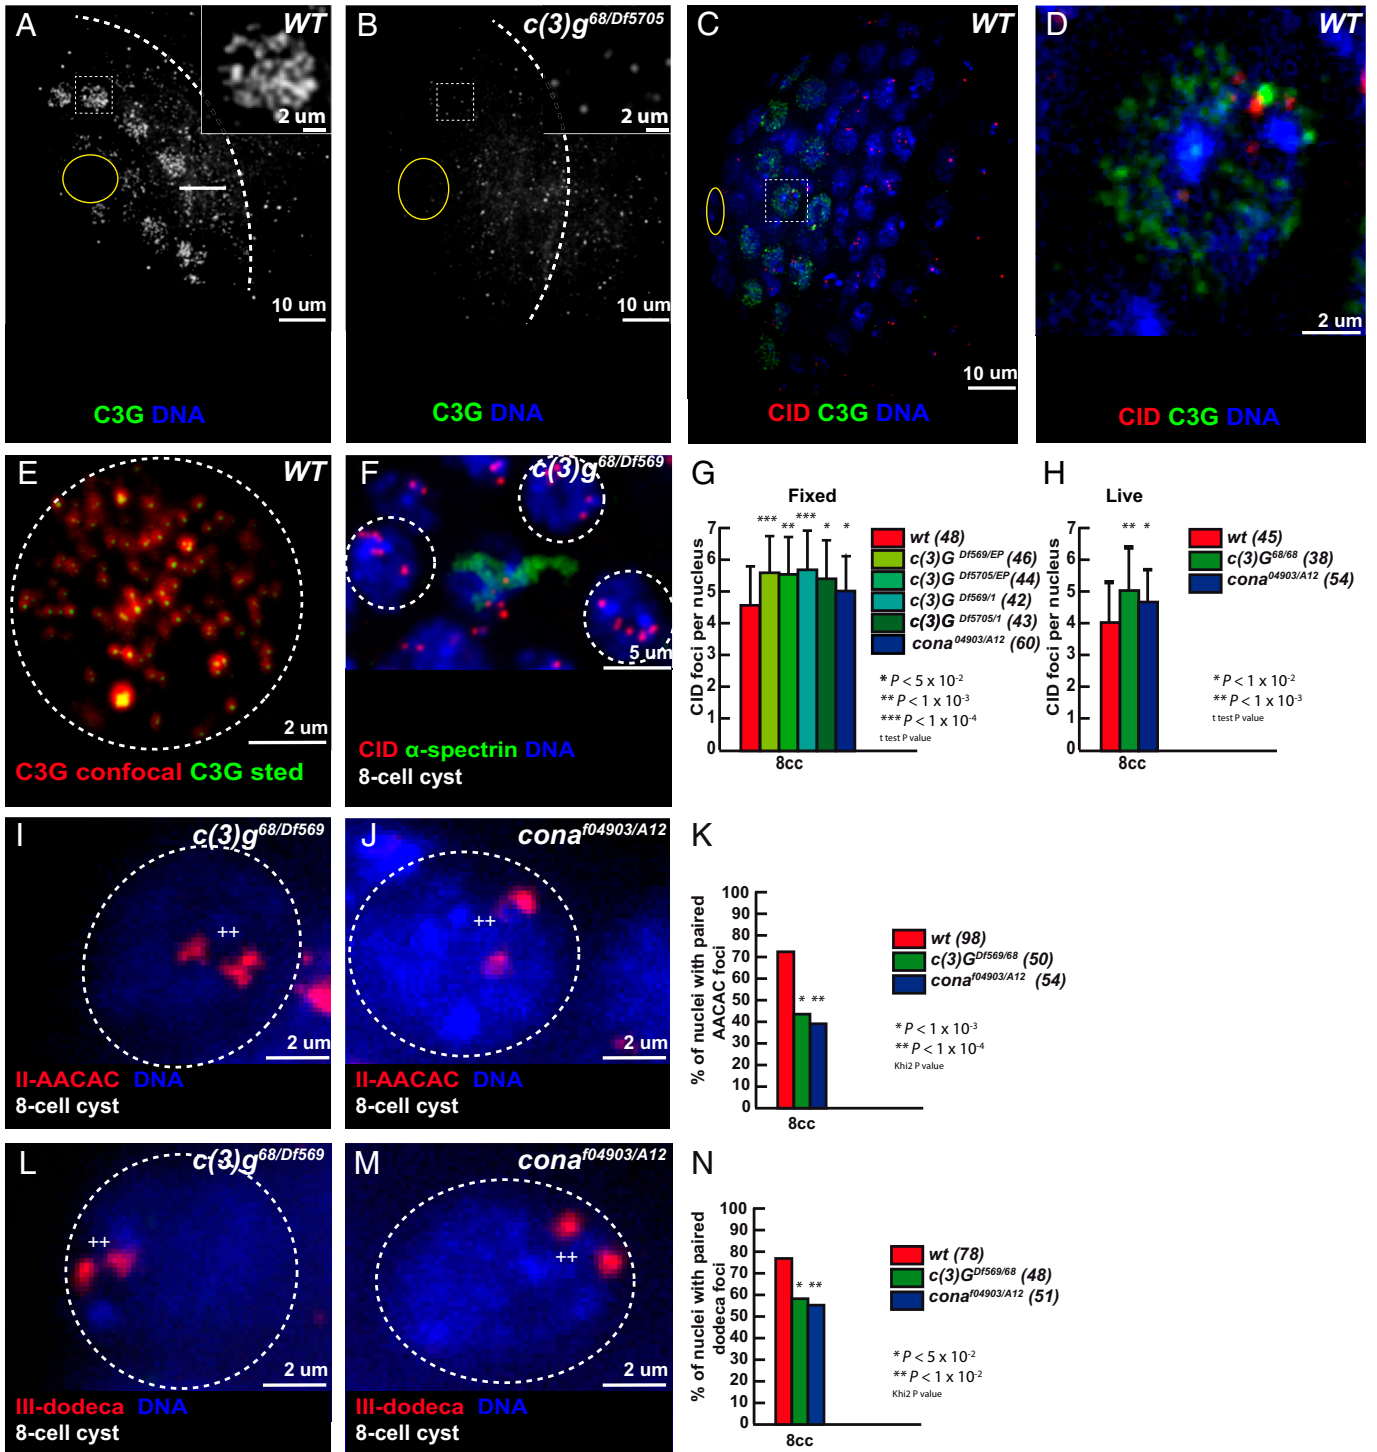 A
WT
2 um
10 um
C3G DNA
B
c(3)g68/Df5705
2 um
10 um
C3G DNA
C
WT
10 um
CID C3G DNA
D
WT
2 um
CID C3G DNA
E
WT
2 um
C3G confocal C3G sted
F
c(3)g68/Df569
5 um
CID α-spectrin DNA
8-cell cyst
G
Fixed
CID foci per nucleus
7
6
5
4
3
2
1
0
*** ** *** * *
8cc
wt (48)
c(3)G Df569/EP (46)
c(3)G Df5705/EP (44)
c(3)G Df569/1 (42)
c(3)G Df5705/1 (43)
cona04903/A12 (60)
* P < 5 x 10-2
** P < 1 x 10-3
*** P < 1 x 10-4
t test P value
H
Live
CID foci per nucleus
7
6
5
4
3
2
1
0
** *
8cc
wt (45)
c(3)G68/68 (38)
cona04903/A12 (54)
* P < 1 x 10-2
** P < 1 x 10-3
t test P value
I
c(3)g68/Df569
++
2 um
II-AACAC DNA
8-cell cyst
J
conaf04903/A12
++
2 um
II-AACAC DNA
8-cell cyst
K
% of nuclei with paired
AACAC foci
100
90
80
70
60
50
40
30
20
10
0
* **
8cc
wt (98)
c(3)GDf569/68 (50)
conaf04903/A12 (54)
* P < 1 x 10-3
** P < 1 x 10-4
Khi2 P value
L
c(3)g68/Df569
++
2 um
III-dodeca DNA
8-cell cyst
M
conaf04903/A12
++
2 um
III-dodeca DNA
8-cell cyst
N
% of nuclei with paired
dodeca foci
100
90
80
70
60
50
40
30
20
10
0
* **
8cc
wt (78)
c(3)GDf569/68 (48)
conaf04903/A12 (51)
* P < 5 x 10-2
** P < 1 x 10-2
Khi2 P value